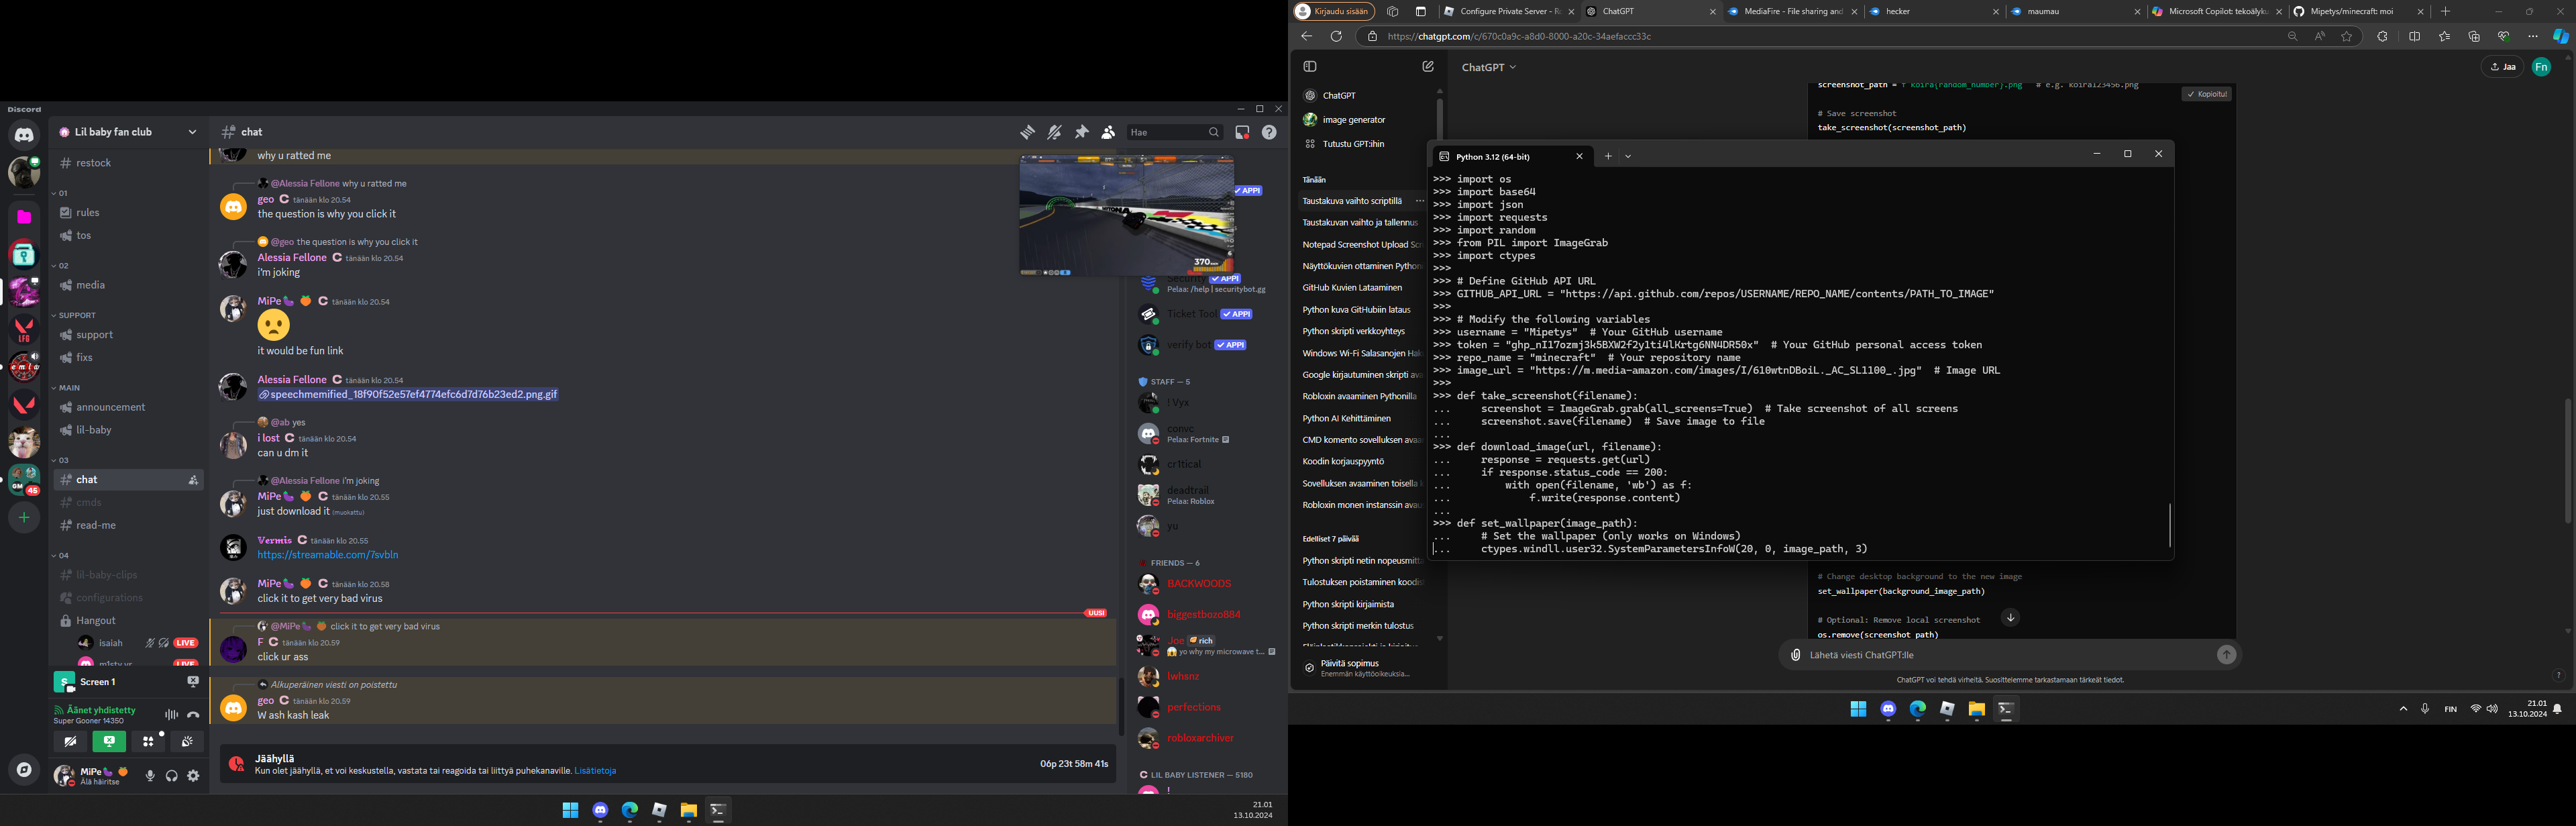 Discord
Lil baby fan club
chat
Hae
restock
01
rules
tos
02
media
SUPPORT
support
fixs
MAIN
announcement
lil-baby
03
chat
cmds
read-me
04
lil-baby-clips
configurations
Hangout
isaiah
LIVE
m1sty vr
LIVE
LFG
GM
45
Screen 1
Äänet yhdistetty
Super Gooner 14350
MiPe
Älä häiritse
why u ratted me
@Alessia Fellone why u ratted me
geo tänään klo 20.54
the question is why you click it
@geo the question is why you click it
Alessia Fellone tänään klo 20.54
i'm joking
MiPe tänään klo 20.54
it would be fun link
Alessia Fellone tänään klo 20.54
speechmemified_18f90f52e57ef4774efc6d7d76b23ed2.png.gif
@ab yes
i lost tänään klo 20.54
can u dm it
@Alessia Fellone i'm joking
MiPe tänään klo 20.55
just download it (muokattu)
Vermis tänään klo 20.55
https://streamable.com/7svbln
MiPe tänään klo 20.58
click it to get very bad virus
UUSI
@MiPe click it to get very bad virus
F tänään klo 20.59
click ur ass
Alkuperäinen viesti on poistettu
geo tänään klo 20.59
W ash kash leak
Jäähyllä
Kun olet jäähyllä, et voi keskustella, vastata tai reagoida tai liittyä puhekanaville. Lisätietoja
06p 23t 58m 41s
370
APPI
Security APPI
Pelaa: /help | securitybot.gg
Ticket Tool APPI
verify bot APPI
STAFF — 5
! Vyx
convc
Pelaa: Fortnite
cr1tical
deadtrail
Pelaa: Roblox
yu
FRIENDS — 6
BACKWOODS
biggestbozo884
Joe rich
yo why my microwave t...
lwhsnz
perfections
robloxarchiver
LIL BABY LISTENER — 5180
!
21.01
13.10.2024
Kirjaudu sisään
Configure Private Server - R
ChatGPT
MediaFire - File sharing and
hecker
maumau
Microsoft Copilot: tekoälyku
Mipetys/minecraft: moi
https://chatgpt.com/c/670c0a9c-a8d0-8000-a20c-34aefaccc33c
ChatGPT
Jaa
Fn
ChatGPT
image generator
Tutustu GPT:ihin
Tänään
Taustakuva vaihto scriptillä
Taustakuvan vaihto ja tallennus
Notepad Screenshot Upload Scri
Näyttökuvien ottaminen Python
GitHub Kuvien Lataaminen
Python kuva GitHubiin lataus
Python skripti verkkoyhteys
Windows Wi-Fi Salasanojen Hak
Google kirjautuminen skripti ava
Robloxin avaaminen Pythonilla
Python AI Kehittäminen
CMD komento sovelluksen avaa
Koodin korjauspyyntö
Sovelluksen avaaminen toisella k
Robloxin monen instanssin avaus
Edelliset 7 päivää
Python skripti netin nopeusmitta
Tulostuksen poistaminen koodis
Python skripti kirjaimista
Python skripti merkin tulostus
Päivitä sopimus
Enemmän käyttöoikeuksia...
screenshot_path = f"koira{random_number}.png" # e.g. koira123456.png
Kopioitu!
# Save screenshot
take_screenshot(screenshot_path)
Python 3.12 (64-bit)
>>> import os
>>> import base64
>>> import json
>>> import requests
>>> import random
>>> from PIL import ImageGrab
>>> import ctypes
>>>
>>> # Define GitHub API URL
>>> GITHUB_API_URL = "https://api.github.com/repos/USERNAME/REPO_NAME/contents/PATH_TO_IMAGE"
>>>
>>> # Modify the following variables
>>> username = "Mipetys" # Your GitHub username
>>> token = "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" # Your GitHub personal access token
>>> repo_name = "minecraft" # Your repository name
>>> image_url = "https://m.media-amazon.com/images/I/610wtnDBoiL._AC_SL1100_.jpg" # Image URL
>>>
>>> def take_screenshot(filename):
... screenshot = ImageGrab.grab(all_screens=True) # Take screenshot of all screens
... screenshot.save(filename) # Save image to file
...
>>> def download_image(url, filename):
... response = requests.get(url)
... if response.status_code == 200:
... with open(filename, 'wb') as f:
... f.write(response.content)
...
>>> def set_wallpaper(image_path):
... # Set the wallpaper (only works on Windows)
... ctypes.windll.user32.SystemParametersInfoW(20, 0, image_path, 3)
# Change desktop background to the new image
set_wallpaper(background_image_path)
# Optional: Remove local screenshot
os.remove(screenshot_path)
Lähetä viesti ChatGPT:lle
ChatGPT voi tehdä virheitä. Suosittelemme tarkastamaan tärkeät tiedot.
?
FIN
21.01
13.10.2024